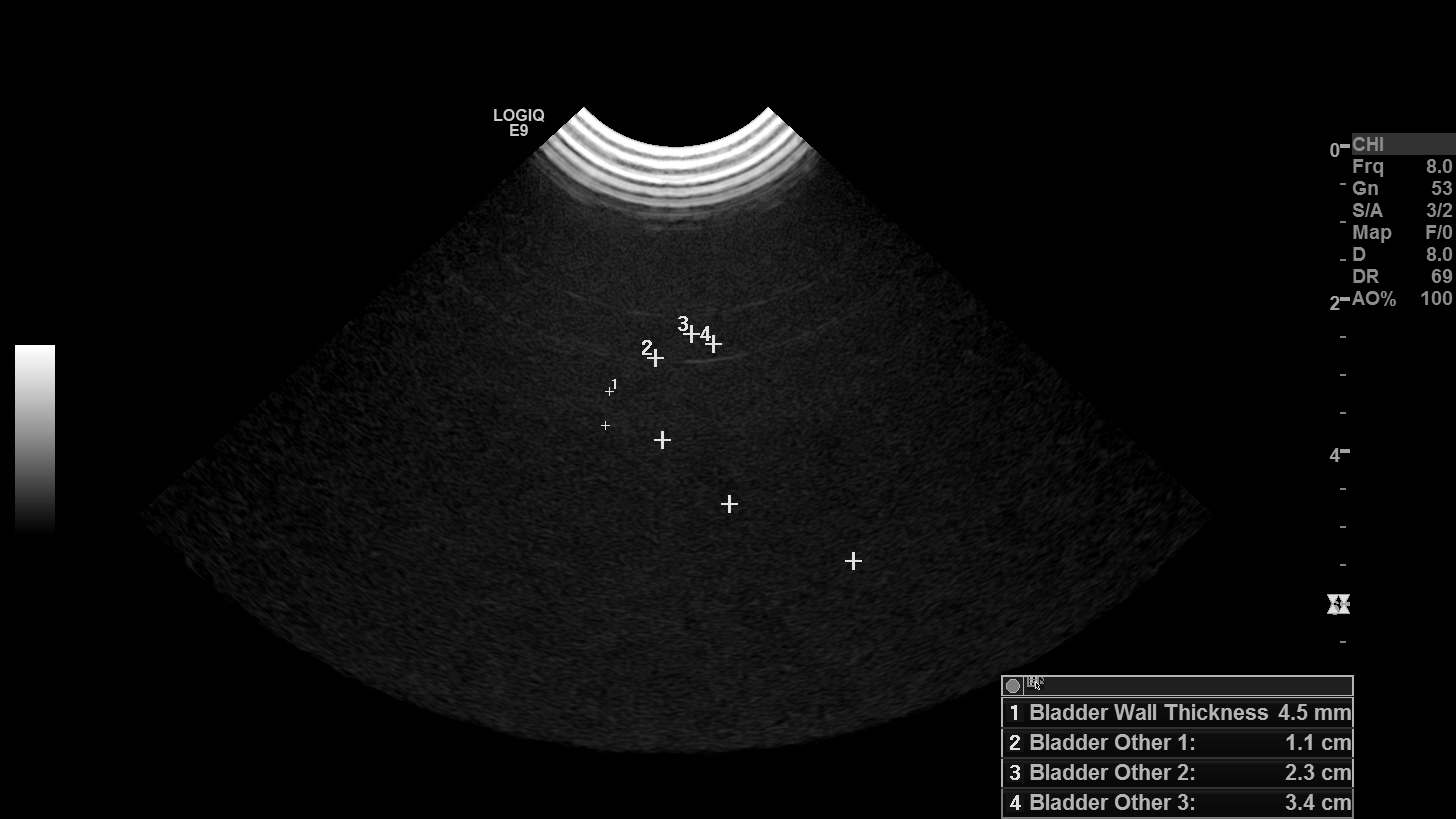 LOGIQ
E9
CHI
Frq 8.0
Gn 53
S/A 3/2
Map F/0
D 8.0
DR 69
AO% 100
0
2
4
2
3
4
1
1 Bladder Wall Thickness 4.5 mm
2 Bladder Other 1: 1.1 cm
3 Bladder Other 2: 2.3 cm
4 Bladder Other 3: 3.4 cm